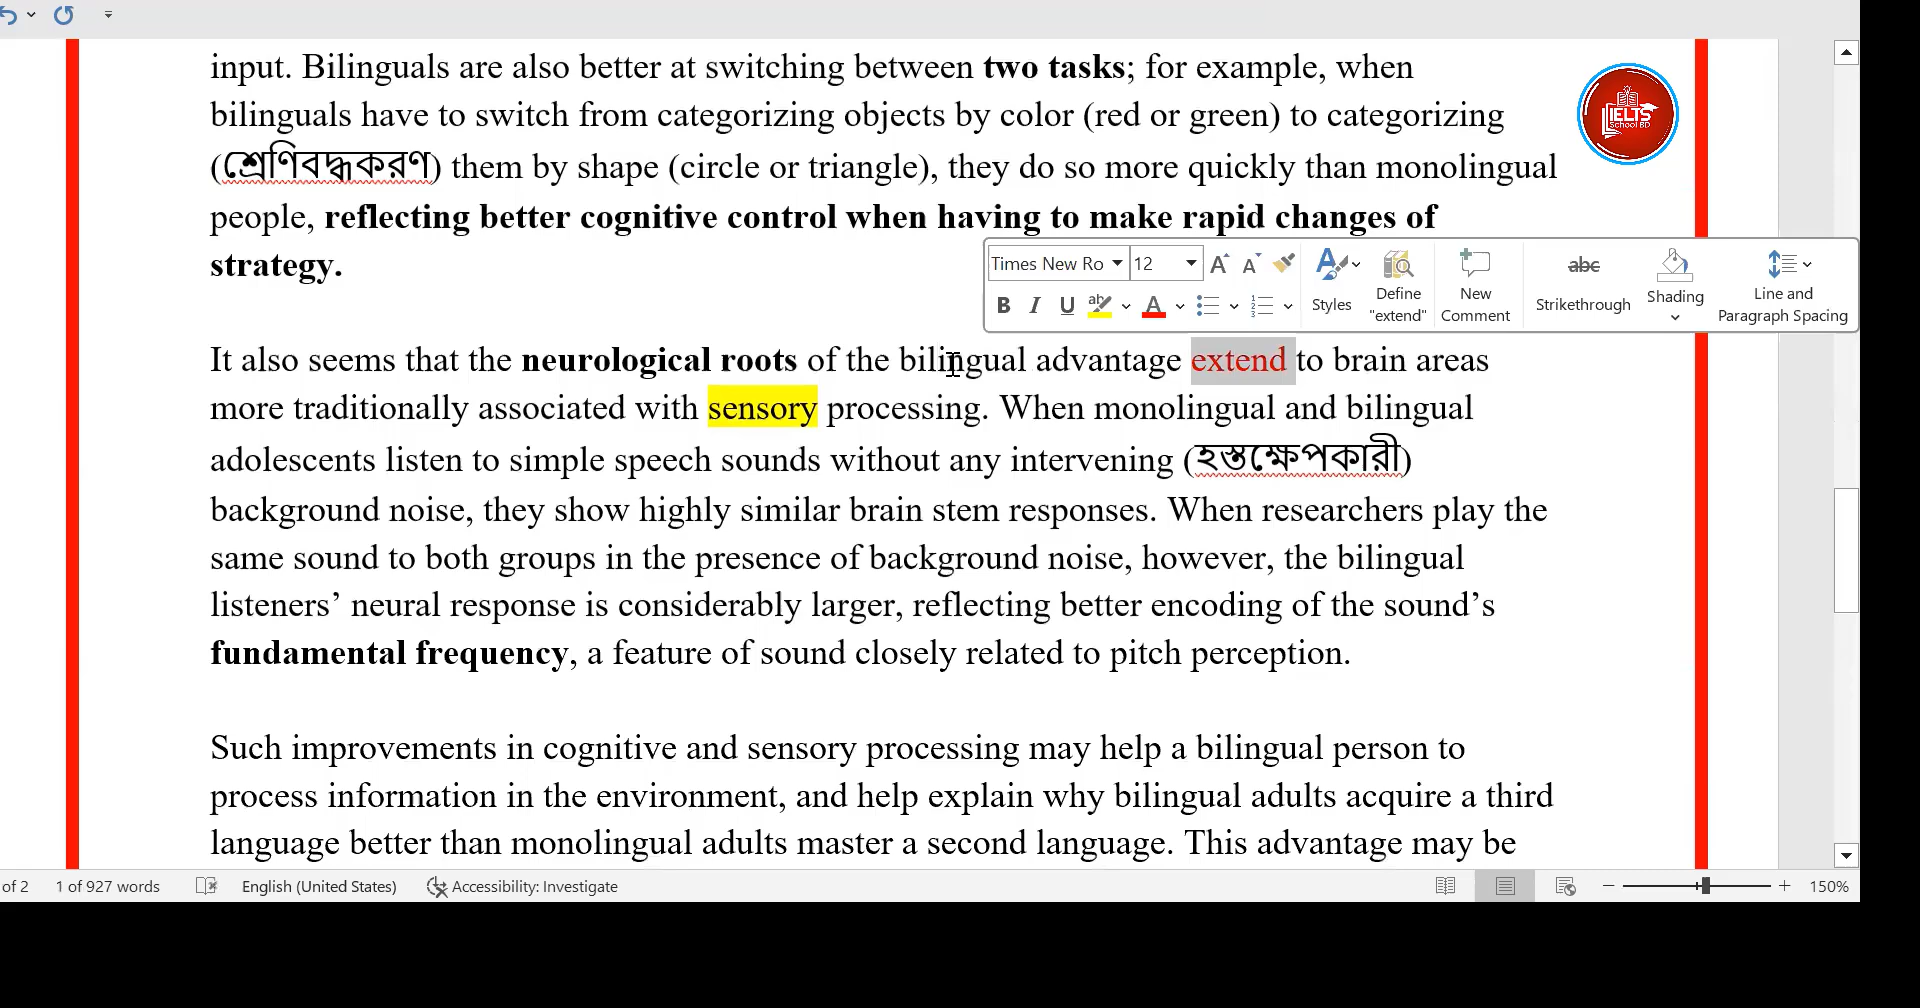 input. Bilinguals are also better at switching between two tasks; for example, when
bilinguals have to switch from categorizing objects by color (red or green) to categorizing
(শ্রেণিবদ্ধকরণ) them by shape (circle or triangle), they do so more quickly than monolingual
people, reflecting better cognitive control when having to make rapid changes of
strategy.
IELTS
School BD
Times New Ro
12
Styles
Define
"extend"
New
Comment
abc
Strikethrough
Shading
Line and
Paragraph Spacing
It also seems that the neurological roots of the bilingual advantage extend to brain areas
more traditionally associated with sensory processing. When monolingual and bilingual
adolescents listen to simple speech sounds without any intervening (হস্তক্ষেপকারী)
background noise, they show highly similar brain stem responses. When researchers play the
same sound to both groups in the presence of background noise, however, the bilingual
listeners’ neural response is considerably larger, reflecting better encoding of the sound’s
fundamental frequency, a feature of sound closely related to pitch perception.
Such improvements in cognitive and sensory processing may help a bilingual person to
process information in the environment, and help explain why bilingual adults acquire a third
language better than monolingual adults master a second language. This advantage may be
of 2 1 of 927 words English (United States) Accessibility: Investigate 150%